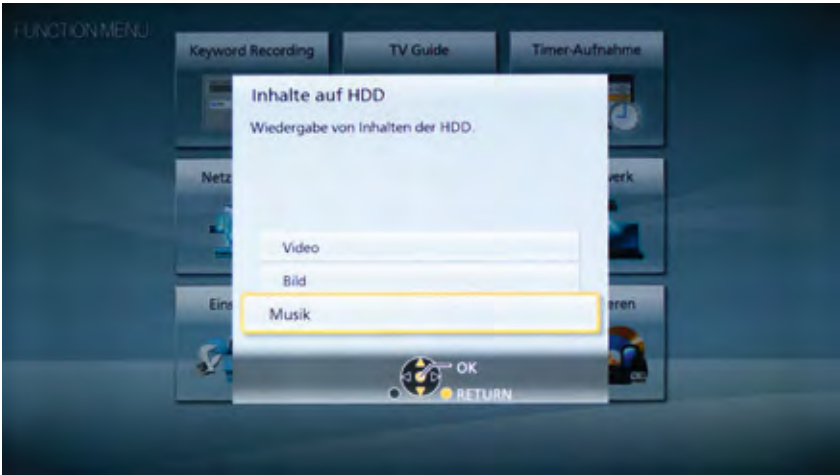 FUNCTION MENU
Keyword Recording
TV Guide
Timer-Aufnahme
Inhalte auf HDD
Wiedergabe von Inhalten der HDD.
Netz
erk
Video
Bild
Eins
eren
Musik
OK
RETURN